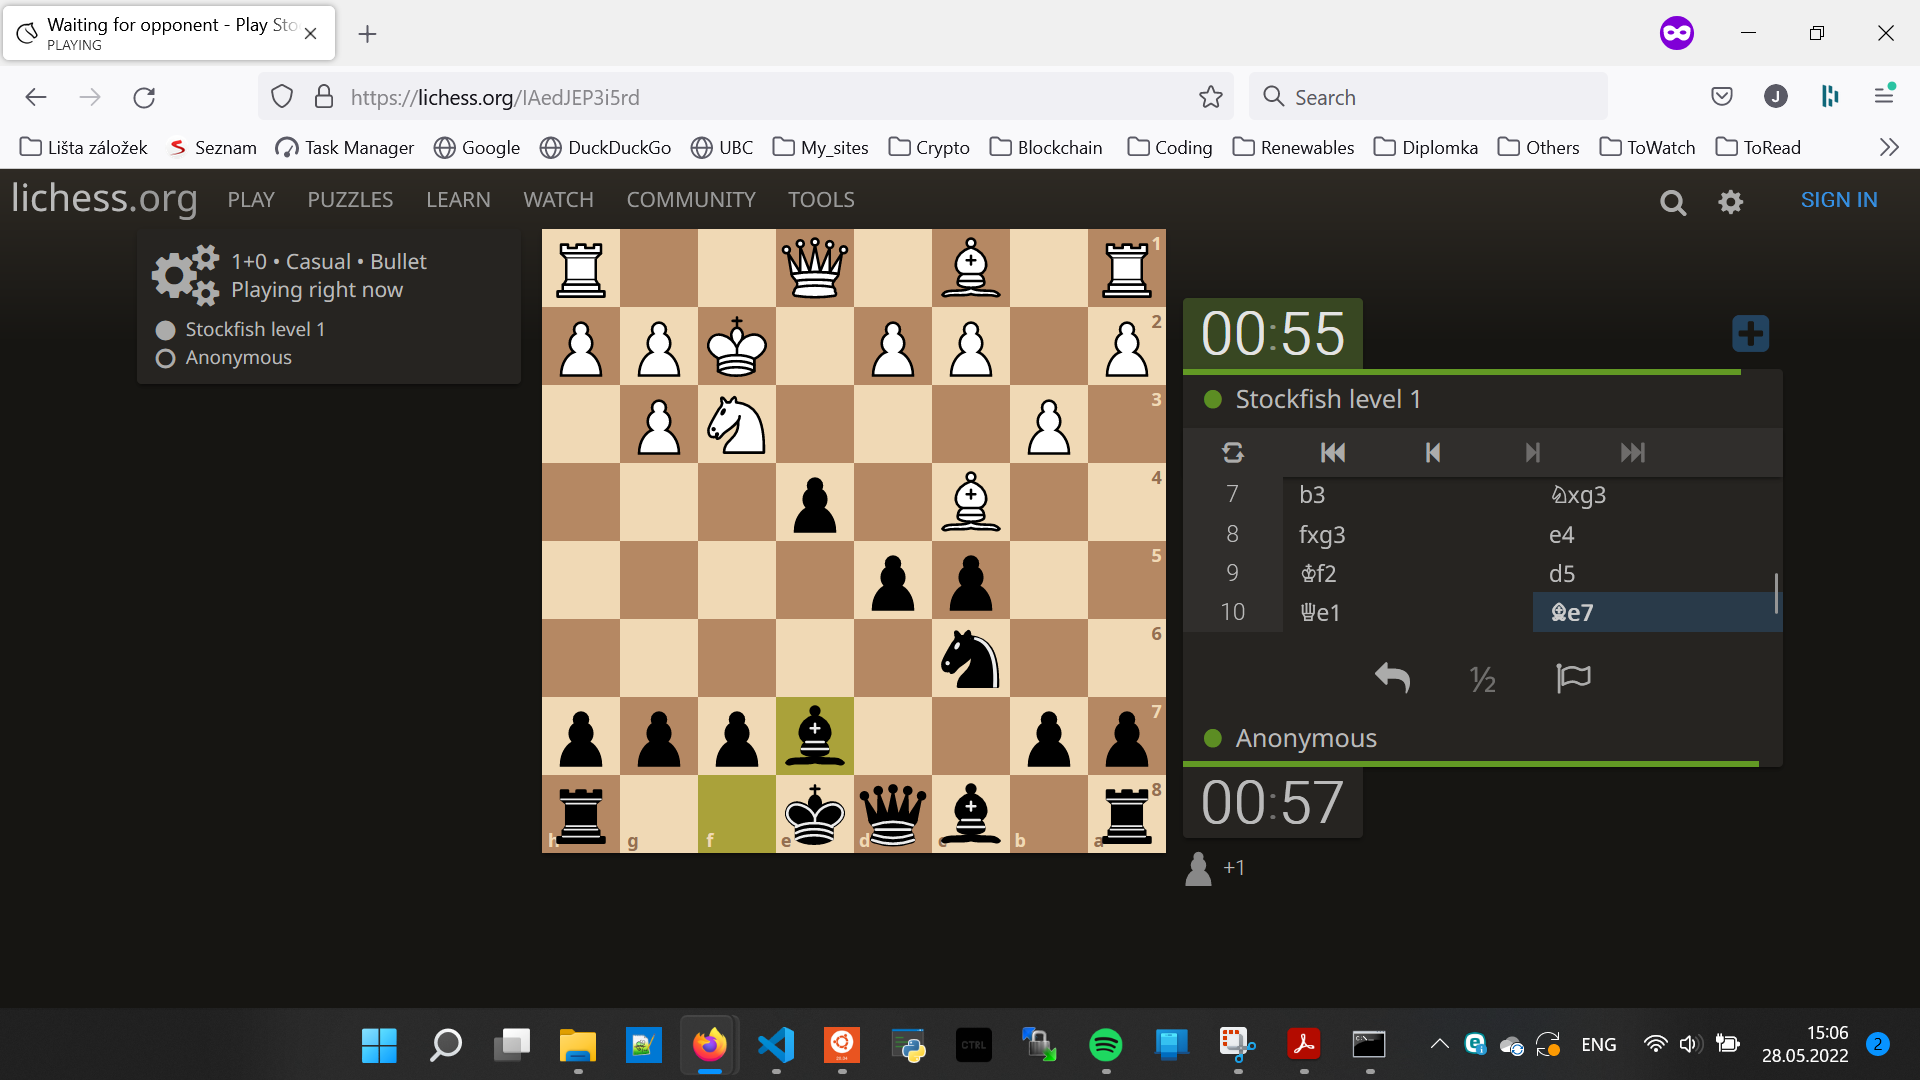 Waiting for opponent - Play Sto
PLAYING
https://lichess.org/IAedJEP3i5rd
Search
J
Lišta záložek Seznam Task Manager Google DuckDuckGo UBC My_sites Crypto Blockchain Coding Renewables Diplomka Others ToWatch ToRead
lichess.org PLAY PUZZLES LEARN WATCH COMMUNITY TOOLS SIGN IN
1+0 • Casual • Bullet
Playing right now
Stockfish level 1
Anonymous
1
2
3
4
5
6
7
8
h g f e d c b a
00:55
Stockfish level 1
7 b3 ♘xg3
8 fxg3 e4
9 ♔f2 d5
10 ♕e1 ♝e7
½
Anonymous
00:57
+1
CTRL
ENG
15:06
28.05.2022
2